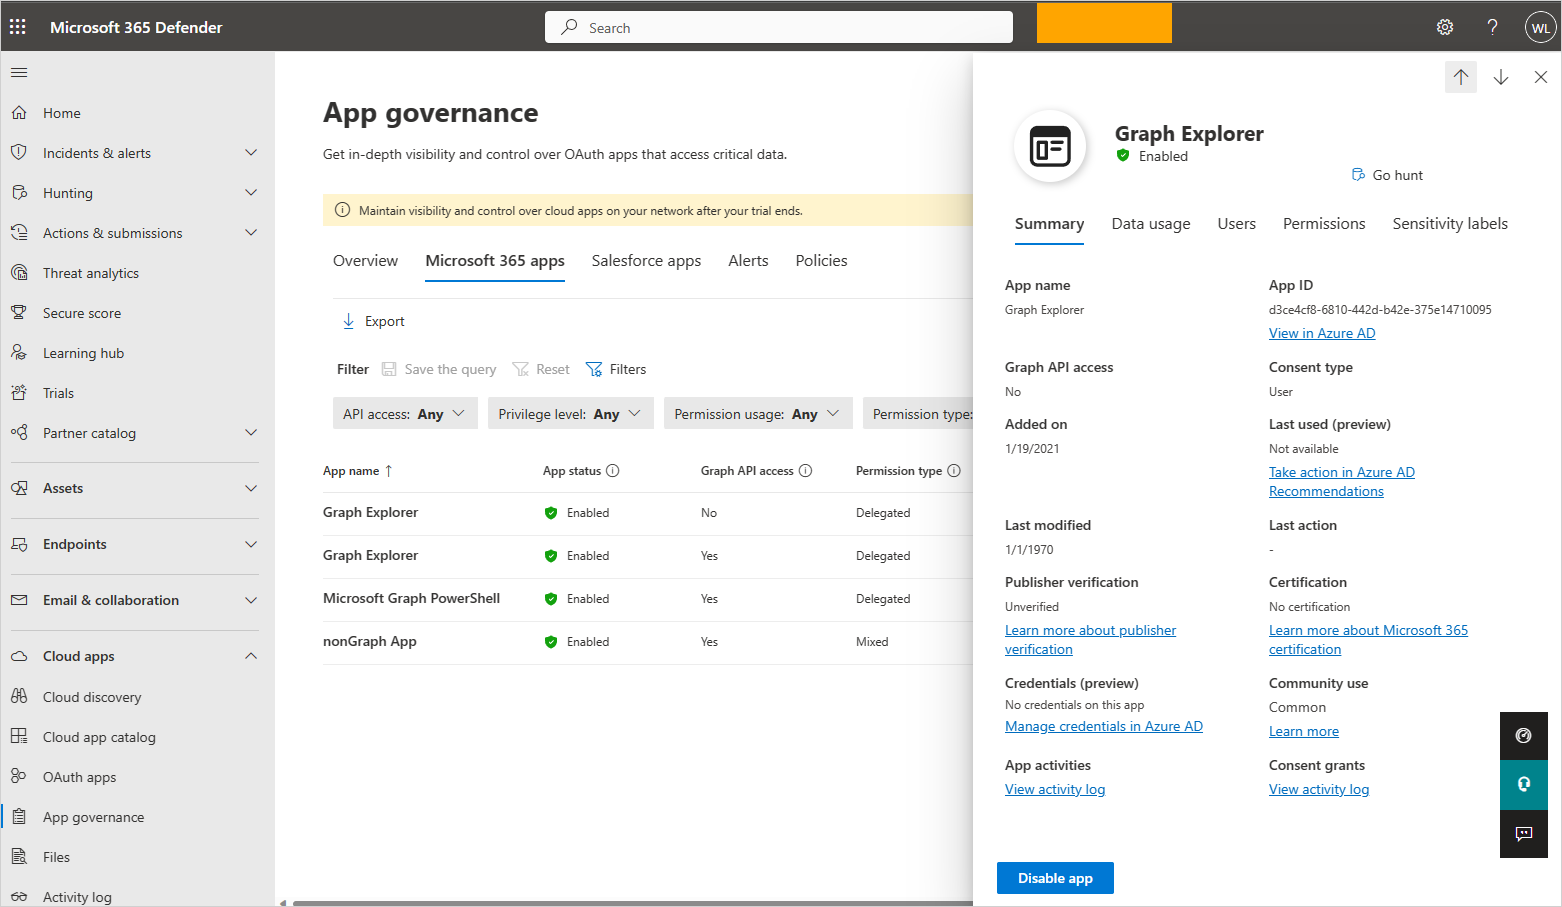 Microsoft 365 Defender
Search
WL
Home
Incidents & alerts
Hunting
Actions & submissions
Threat analytics
Secure score
Learning hub
Trials
Partner catalog
Assets
Endpoints
Email & collaboration
Cloud apps
Cloud discovery
Cloud app catalog
OAuth apps
App governance
Files
Activity log
App governance
Get in-depth visibility and control over OAuth apps that access critical data.
Maintain visibility and control over cloud apps on your network after your trial ends.
Overview Microsoft 365 apps Salesforce apps Alerts Policies
Export
Filter Save the query Reset Filters
API access: Any Privilege level: Any Permission usage: Any Permission type:
App name App status Graph API access Permission type
Graph Explorer Enabled No Delegated
Graph Explorer Enabled Yes Delegated
Microsoft Graph PowerShell Enabled Yes Delegated
nonGraph App Enabled Yes Mixed
Graph Explorer
Enabled
Go hunt
Summary Data usage Users Permissions Sensitivity labels
App name
Graph Explorer
App ID
d3ce4cf8-6810-442d-b42e-375e14710095
View in Azure AD
Graph API access
No
Consent type
User
Added on
1/19/2021
Last used (preview)
Not available
Take action in Azure AD
Recommendations
Last modified
1/1/1970
Last action
-
Publisher verification
Unverified
Learn more about publisher
verification
Certification
No certification
Learn more about Microsoft 365
certification
Credentials (preview)
No credentials on this app
Manage credentials in Azure AD
Community use
Common
Learn more
App activities
View activity log
Consent grants
View activity log
Disable app